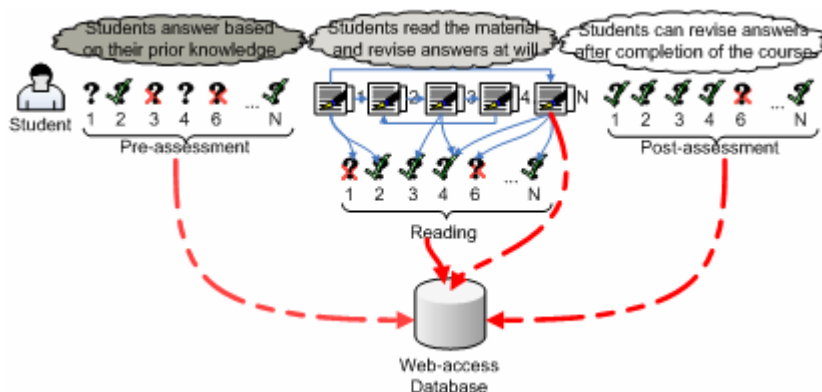 Students answer based
on their prior knowledge
Students read the material
and revise answers at will
Students can revise answers
after completion of the course
Student
? ? ? ? ? ... ?
1 2 3 4 6 N
Pre-assessment
1 2 3 4 N
? ? ? ? ? ... ?
1 2 3 4 6 N
Reading
? ? ? ? ? ... ?
1 2 3 4 6 N
Post-assessment
Web-access
Database